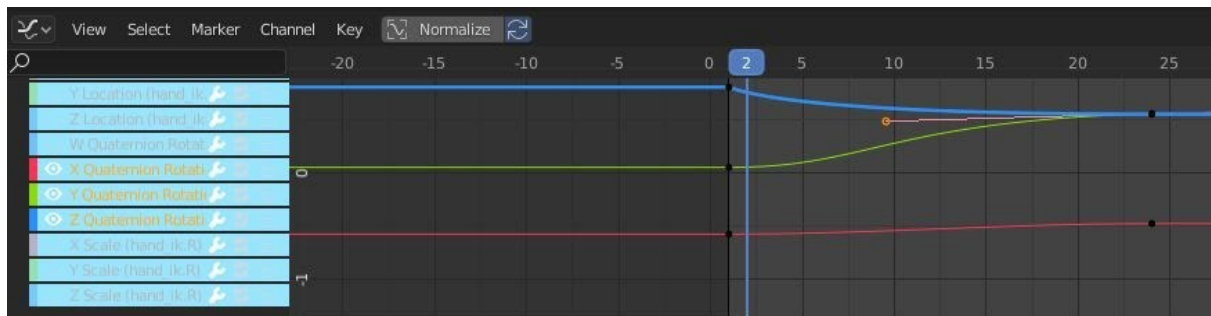 View Select Marker Channel Key Normalize
-20 -15 -10 -5 0 2 5 10 15 20 25
Y Location (hand_ik.
Z Location (hand_ik.
W Quaternion Rotat
X Quaternion Rotati
0
Y Quaternion Rotati
Z Quaternion Rotati
X Scale (hand_ik.R)
Y Scale (hand_ik.R)
-1
Z Scale (hand_ik.R)